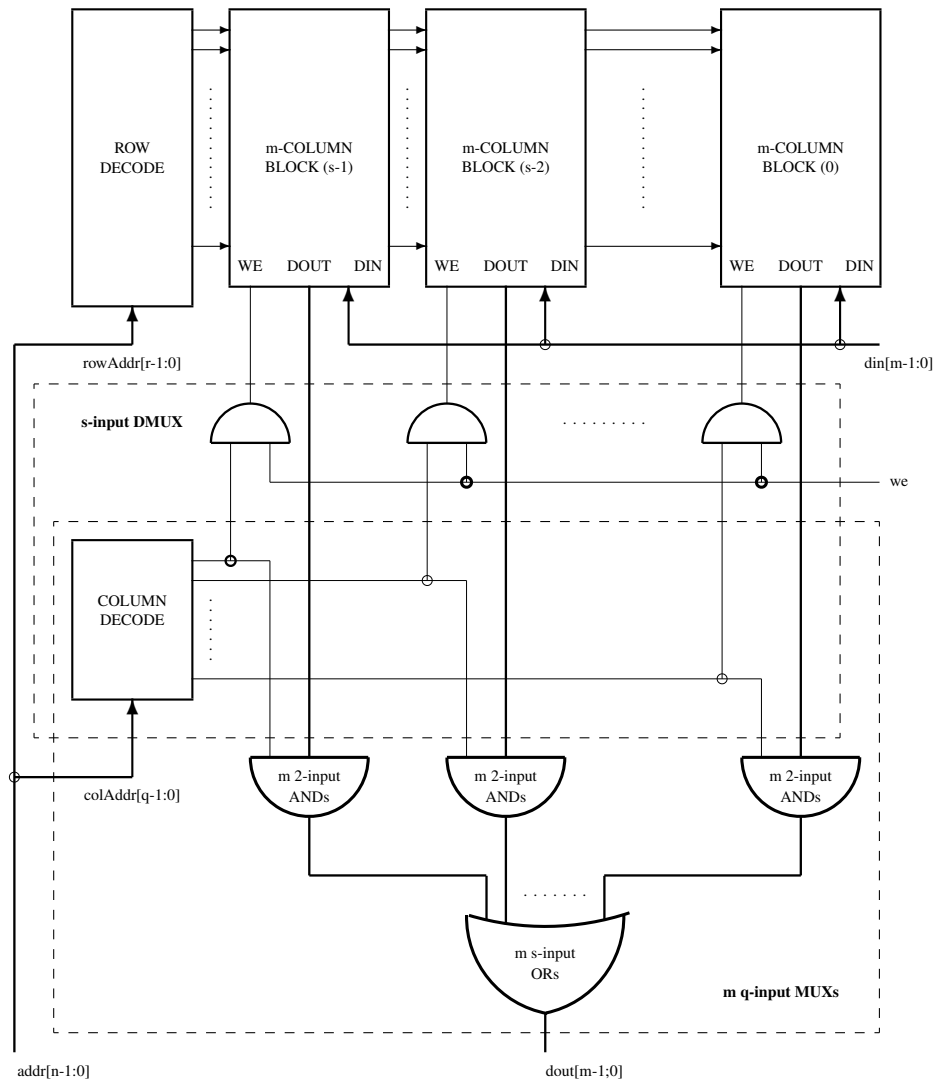 ROW
DECODE
m-COLUMN
BLOCK (s-1)
m-COLUMN
BLOCK (s-2)
m-COLUMN
BLOCK (0)
WE DOUT DIN
WE DOUT DIN
WE DOUT DIN
rowAddr[r-1:0]
din[m-1:0]
s-input DMUX
we
COLUMN
DECODE
colAddr[q-1:0]
m 2-input
ANDs
m 2-input
ANDs
m 2-input
ANDs
m s-input
ORs
m q-input MUXs
addr[n-1:0]
dout[m-1;0]